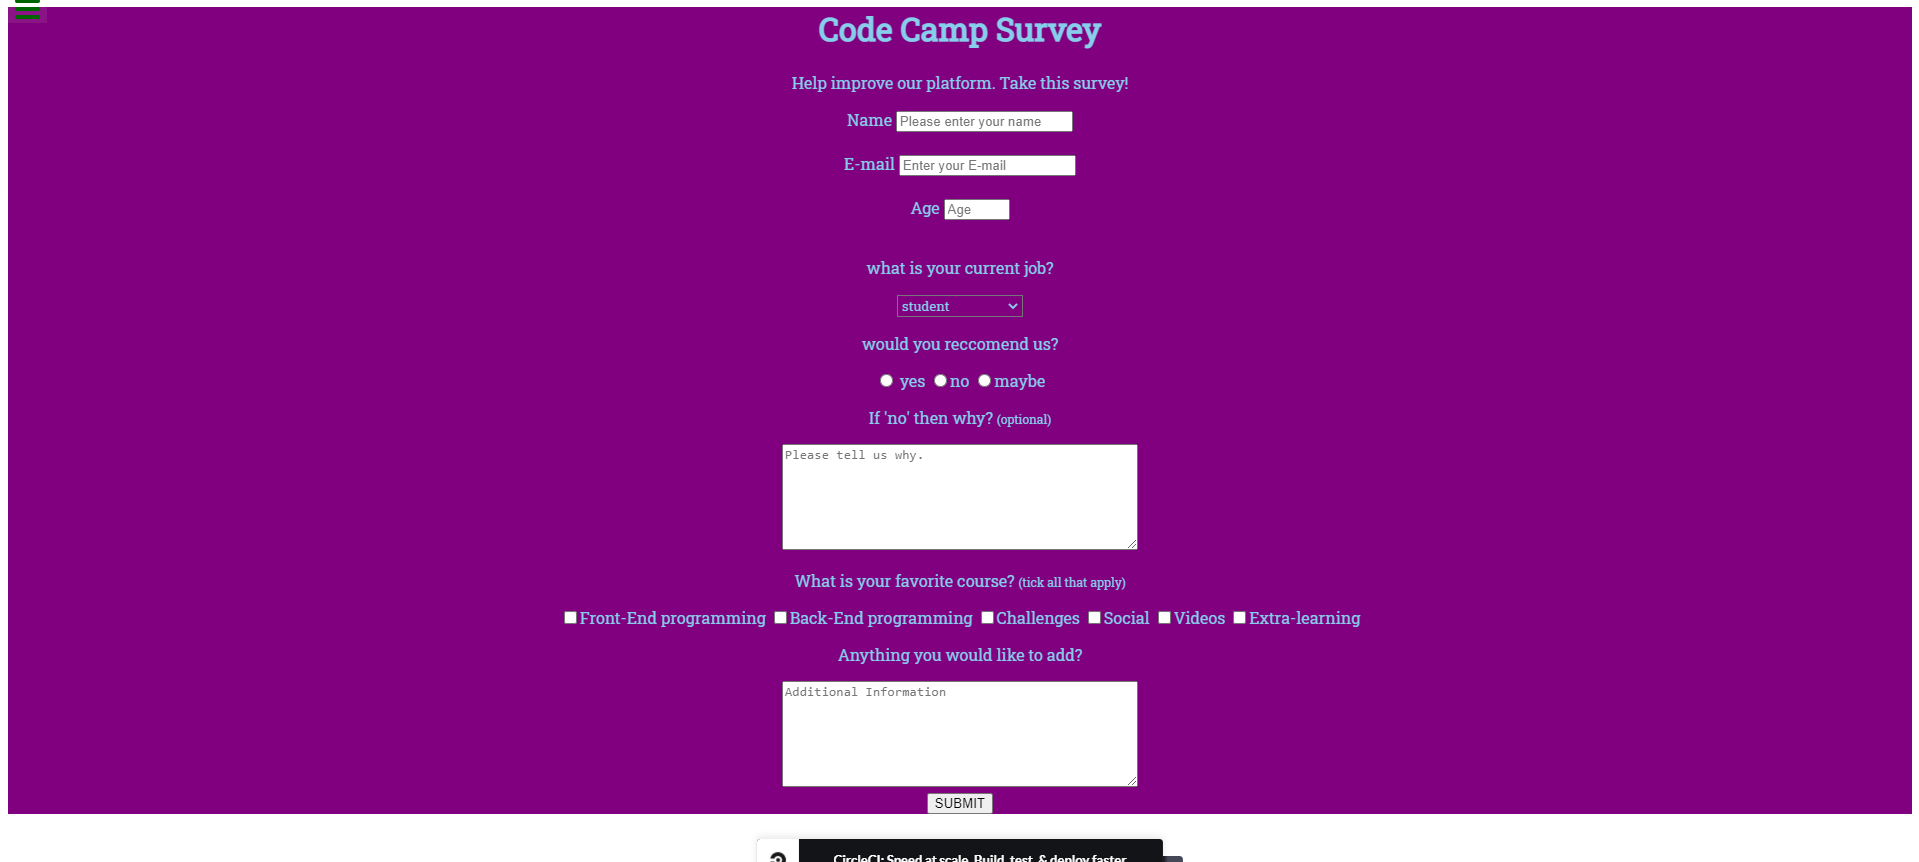 Code Camp Survey
Help improve our platform. Take this survey!
Name Please enter your name
E-mail Enter your E-mail
Age Age
what is your current job?
student
would you reccomend us?
yes no maybe
If 'no' then why? (optional)
Please tell us why.
What is your favorite course? (tick all that apply)
Front-End programming Back-End programming Challenges Social Videos Extra-learning
Anything you would like to add?
Additional Information
SUBMIT
CircleCI: Speed at scale. Build, test, & deploy faster